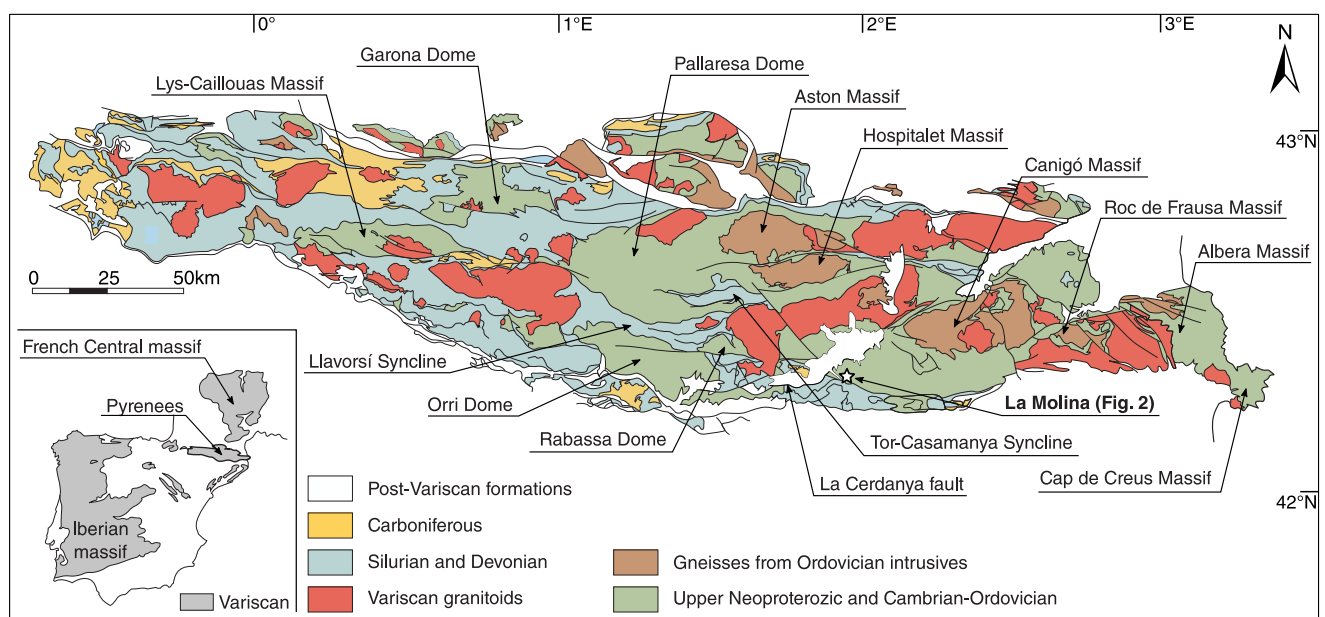 0°
1°E
2°E
3°E
N
Garona Dome
Pallaresa Dome
Lys-Caillouas Massif
Aston Massif
43°N
Hospitalet Massif
Canigó Massif
Roc de Frausa Massif
Albera Massif
0 25 50km
French Central massif
Llavorsí Syncline
Pyrenees
Orri Dome
La Molina (Fig. 2)
Rabassa Dome
Tor-Casamanya Syncline
La Cerdanya fault
Cap de Creus Massif
42°N
Iberian
massif
Variscan
Post-Variscan formations
Carboniferous
Silurian and Devonian
Gneisses from Ordovician intrusives
Variscan granitoids
Upper Neoproterozic and Cambrian-Ordovician